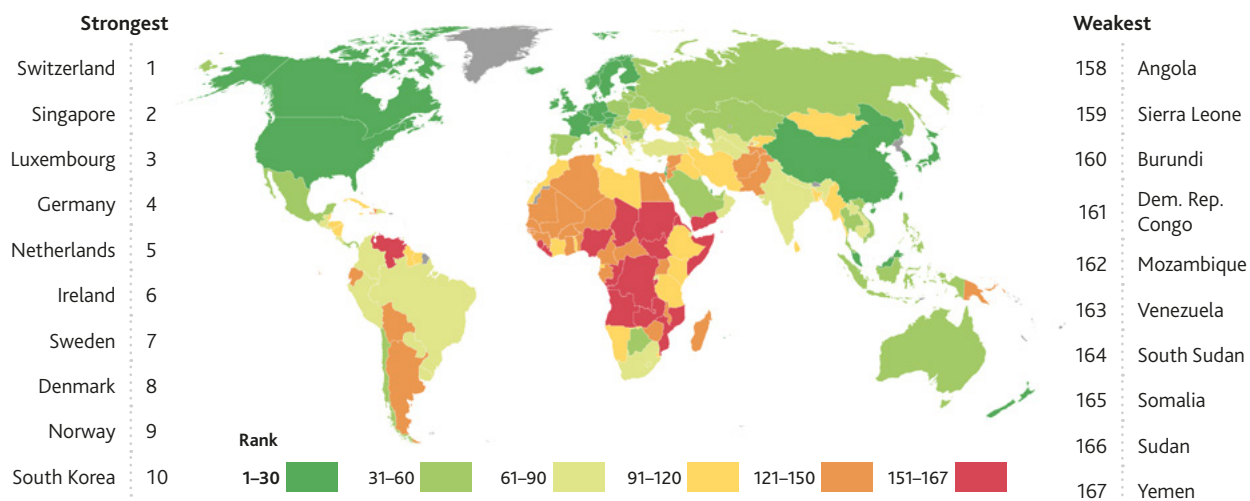 Strongest
Switzerland 1
Singapore 2
Luxembourg 3
Germany 4
Netherlands 5
Ireland 6
Sweden 7
Denmark 8
Norway 9
South Korea 10
Rank
1–30 31–60 61–90 91–120 121–150 151–167
Weakest
158 Angola
159 Sierra Leone
160 Burundi
161 Dem. Rep.
Congo
162 Mozambique
163 Venezuela
164 South Sudan
165 Somalia
166 Sudan
167 Yemen